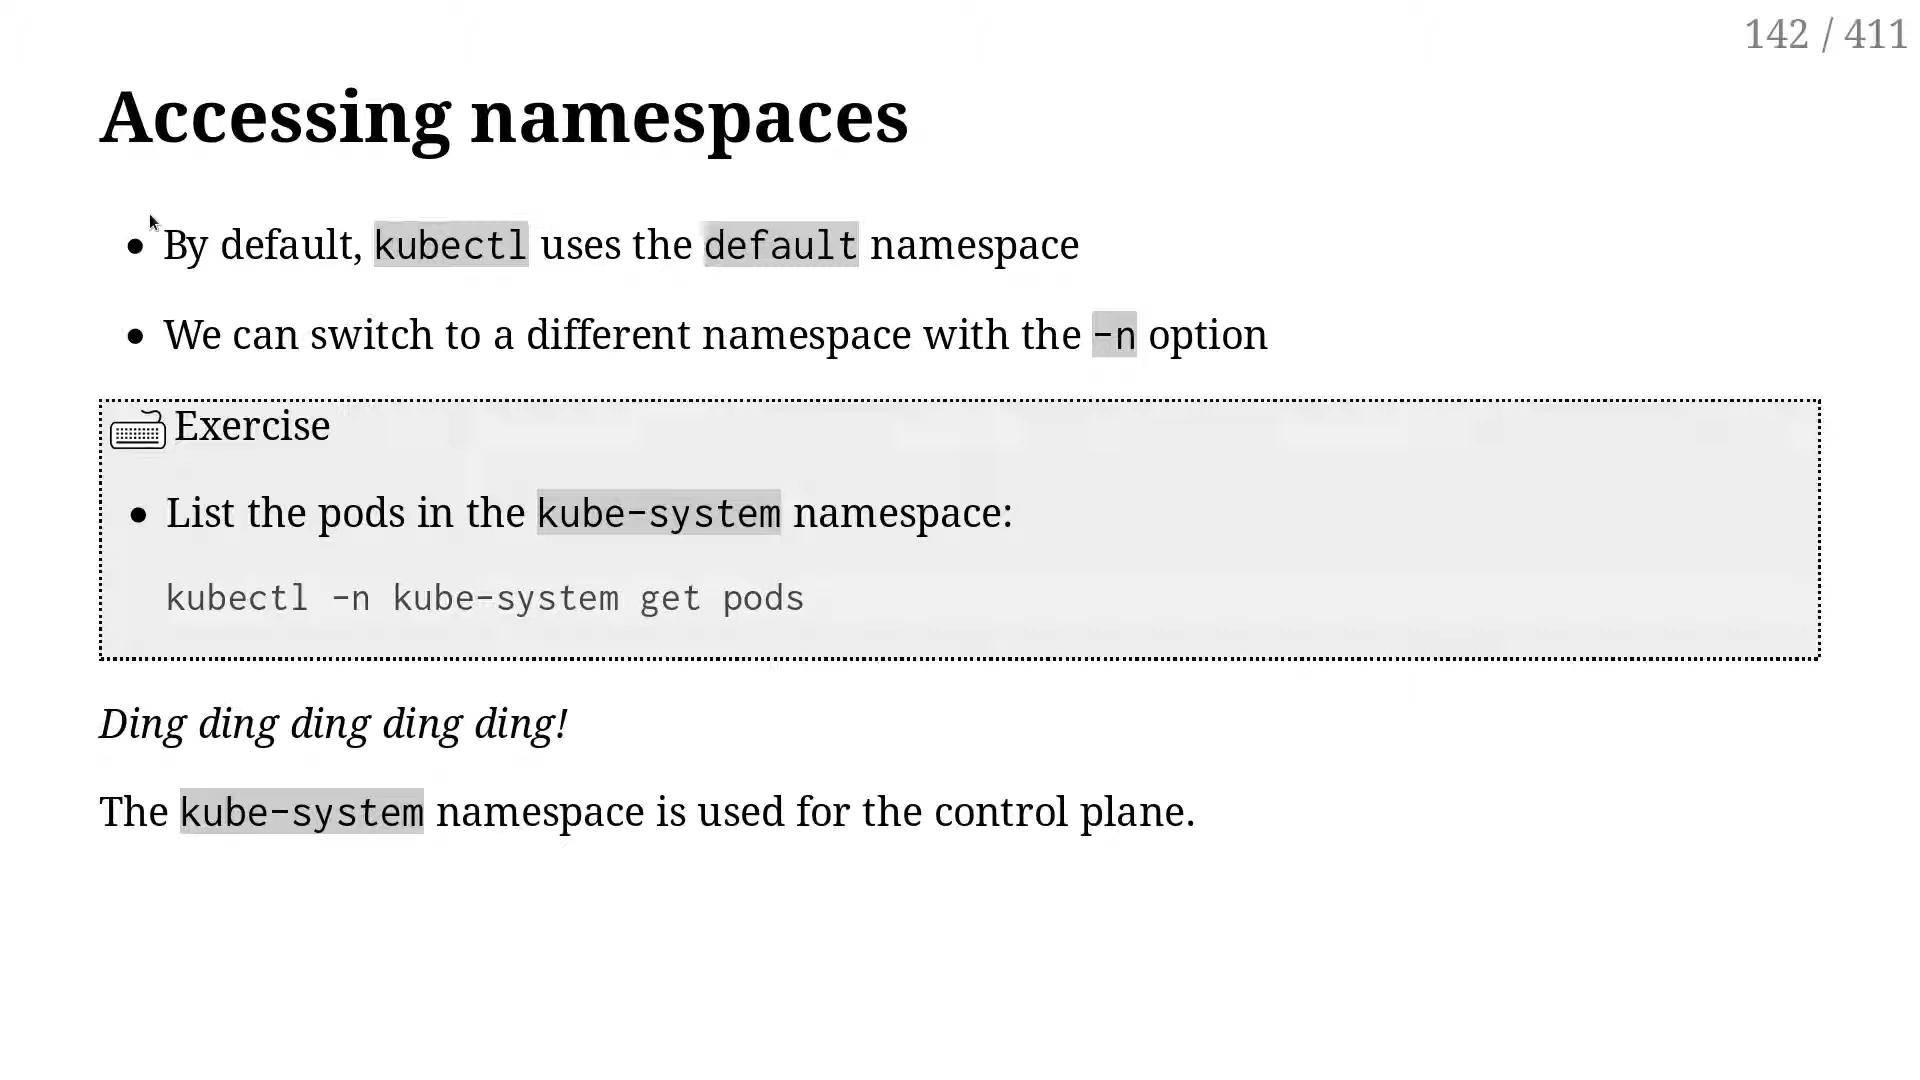 142 / 411
Accessing namespaces
By default, kubectl uses the default namespace
We can switch to a different namespace with the -n option
Exercise
List the pods in the kube-system namespace:
kubectl -n kube-system get pods
Ding ding ding ding ding!
The kube-system namespace is used for the control plane.